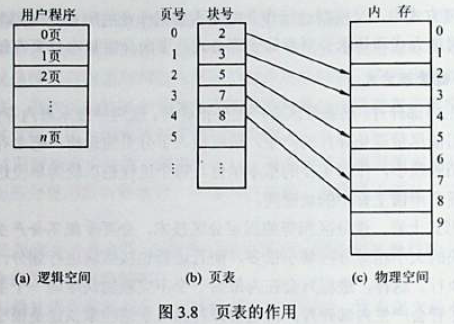 用户程序
0页
1页
2页
⋮
n页
(a) 逻辑空间
页号 块号
0 2
1 3
2 5
3 7
4 8
5
(b) 页表
内 存
0
1
2
3
4
5
6
7
8
9
(c) 物理空间
图 3.8 页表的作用